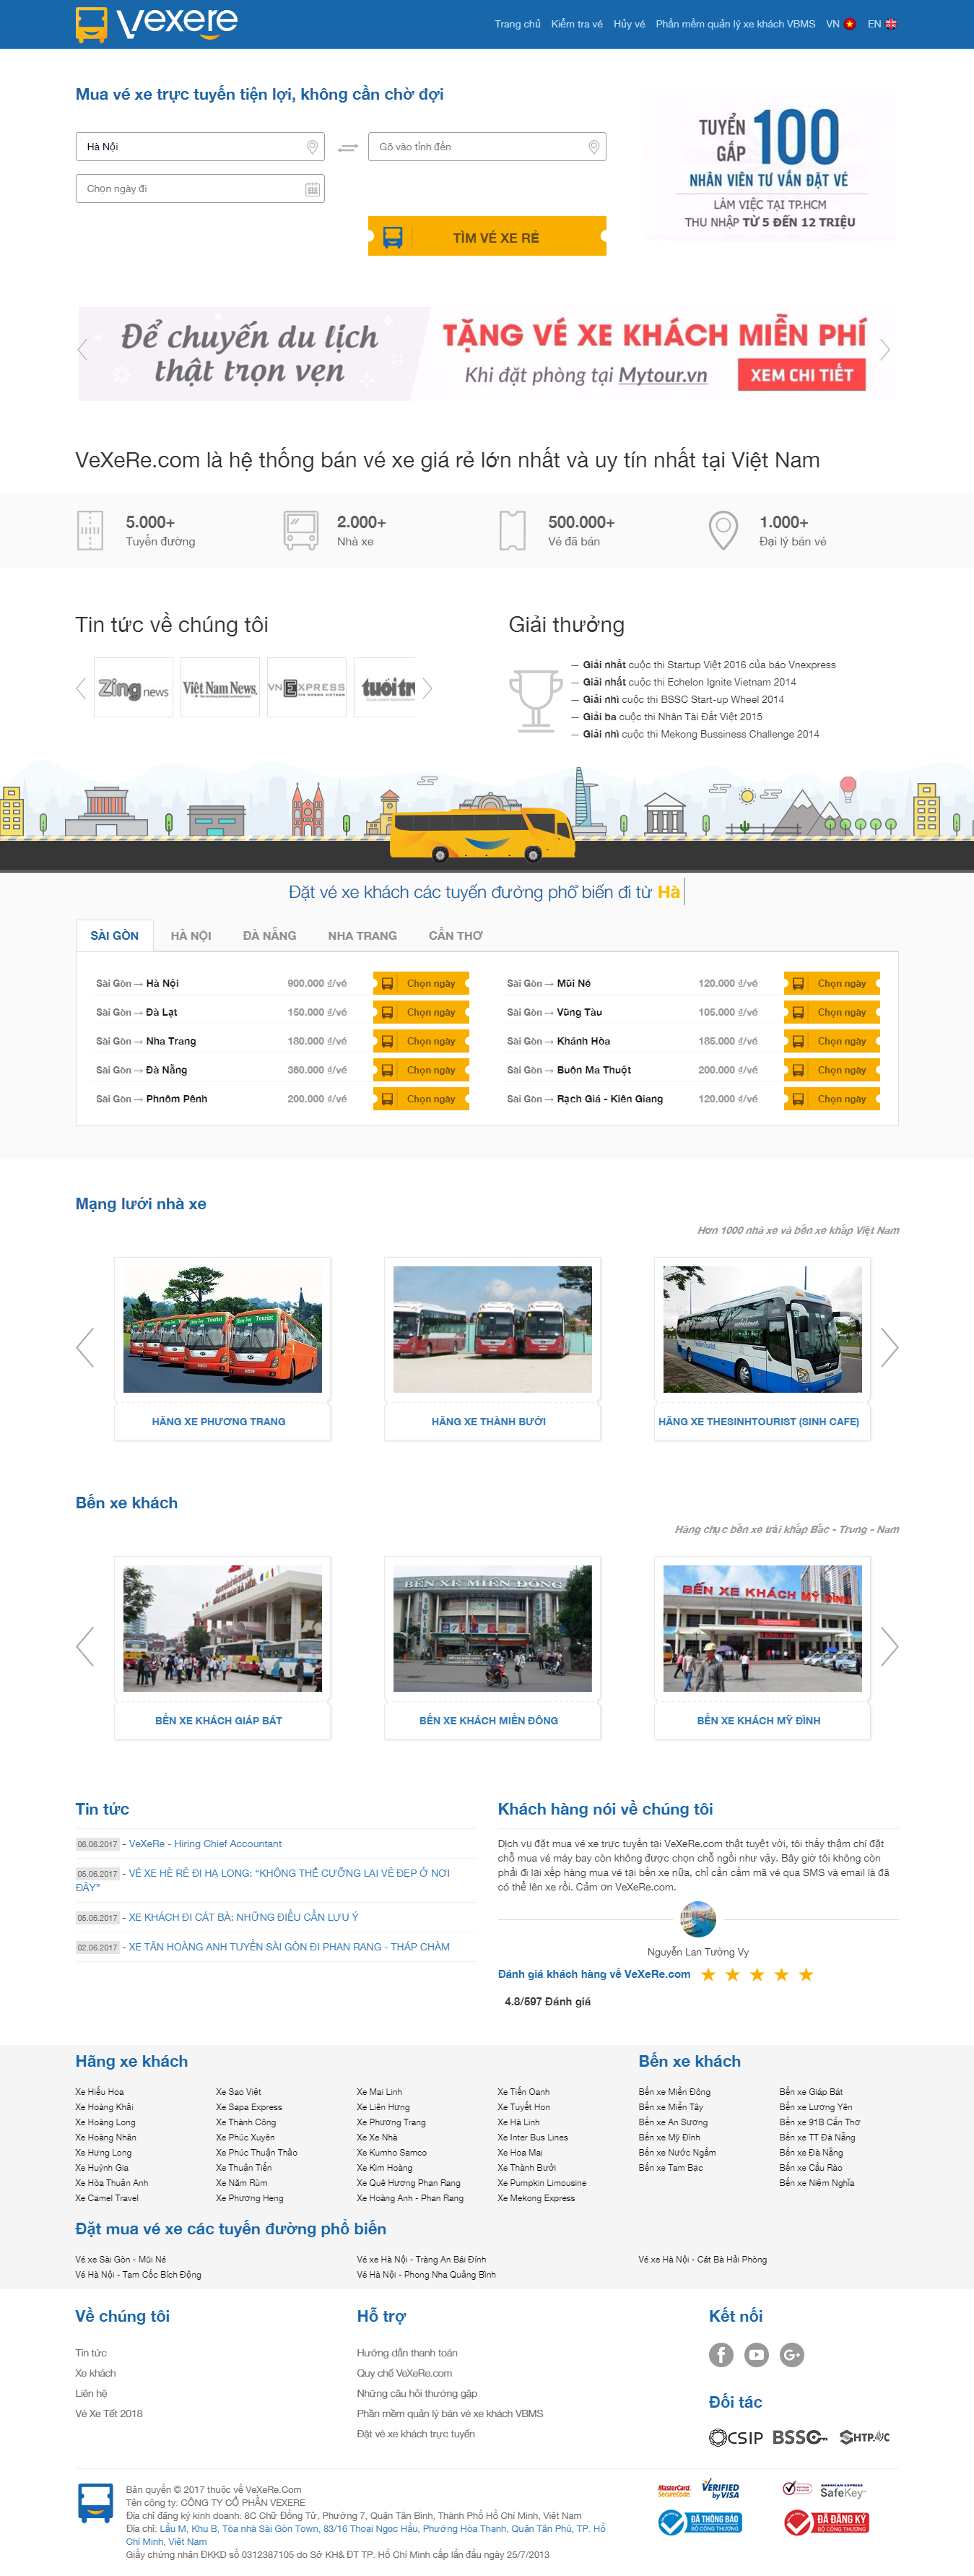 vexere
Trang chủ Kiểm tra vé Hủy vé Phần mềm quản lý xe khách VBMS VN EN
Mua vé xe trực tuyến tiện lợi, không cần chờ đợi
Hà Nội
Gõ vào tỉnh đến
Chọn ngày đi
TÌM VÉ XE RẺ
TUYỂN GẤP 100
NHÂN VIÊN TƯ VẤN ĐẶT VÉ
LÀM VIỆC TẠI TP.HCM
THU NHẬP TỪ 5 ĐẾN 12 TRIỆU
Để chuyến du lịch
thật trọn vẹn
TẶNG VÉ XE KHÁCH MIỄN PHÍ
Khi đặt phòng tại Mytour.vn
XEM CHI TIẾT
VeXeRe.com là hệ thống bán vé xe giá rẻ lớn nhất và uy tín nhất tại Việt Nam
5.000+
Tuyến đường
2.000+
Nhà xe
500.000+
Vé đã bán
1.000+
Đại lý bán vé
Tin tức về chúng tôi
Zing news
Việt Nam News
VNEXPRESS
tuổi tr
Giải thưởng
— Giải nhất cuộc thi Startup Việt 2016 của báo Vnexpress
— Giải nhất cuộc thi Echelon Ignite Vietnam 2014
— Giải nhì cuộc thi BSSC Start-up Wheel 2014
— Giải ba cuộc thi Nhân Tài Đất Việt 2015
— Giải nhì cuộc thi Mekong Bussiness Challenge 2014
Đặt vé xe khách các tuyến đường phổ biến đi từ Hà
SÀI GÒN HÀ NỘI ĐÀ NẴNG NHA TRANG CẦN THƠ
Sài Gòn → Hà Nội 900.000 ₫/vé Chọn ngày
Sài Gòn → Mũi Né 120.000 ₫/vé Chọn ngày
Sài Gòn → Đà Lạt 150.000 ₫/vé Chọn ngày
Sài Gòn → Vũng Tàu 105.000 ₫/vé Chọn ngày
Sài Gòn → Nha Trang 180.000 ₫/vé Chọn ngày
Sài Gòn → Khánh Hòa 185.000 ₫/vé Chọn ngày
Sài Gòn → Đà Nẵng 360.000 ₫/vé Chọn ngày
Sài Gòn → Buôn Ma Thuột 200.000 ₫/vé Chọn ngày
Sài Gòn → Phnôm Pênh 200.000 ₫/vé Chọn ngày
Sài Gòn → Rạch Giá - Kiên Giang 120.000 ₫/vé Chọn ngày
Mạng lưới nhà xe
Hơn 1000 nhà xe và bến xe khắp Việt Nam
HÃNG XE PHƯƠNG TRANG
HÃNG XE THÀNH BƯỞI
HÃNG XE THESINHTOURIST (SINH CAFE)
Bến xe khách
Hàng chục bến xe trải khắp Bắc - Trung - Nam
BẾN XE MIỀN ĐÔNG
BẾN XE KHÁCH MỸ ĐÌNH
BẾN XE KHÁCH GIÁP BÁT
BẾN XE KHÁCH MIỀN ĐÔNG
BẾN XE KHÁCH MỸ ĐÌNH
Tin tức
06.06.2017 - VeXeRe - Hiring Chief Accountant
05.06.2017 - VÉ XE HÈ RẺ ĐI HẠ LONG: “KHÔNG THỂ CƯỠNG LẠI VẺ ĐẸP Ở NƠI
ĐÂY”
05.06.2017 - XE KHÁCH ĐI CÁT BÀ: NHỮNG ĐIỀU CẦN LƯU Ý
02.06.2017 - XE TÂN HOÀNG ANH TUYẾN SÀI GÒN ĐI PHAN RANG - THÁP CHÀM
Khách hàng nói về chúng tôi
Dịch vụ đặt mua vé xe trực tuyến tại VeXeRe.com thật tuyệt vời, tôi thấy thậm chí đặt
chỗ mua vé máy bay còn không được chọn chỗ ngồi như vậy. Bây giờ tôi không còn
phải đi lại xếp hàng mua vé tại bến xe nữa, chỉ cần cầm mã vé qua SMS và email là đã
có thể lên xe rồi. Cảm ơn VeXeRe.com.
Nguyễn Lan Tường Vy
Đánh giá khách hàng về VeXeRe.com ★ ★ ★ ★ ★
4.8/597 Đánh giá
Hãng xe khách
Bến xe khách
Xe Hiếu Hoa Xe Sao Việt Xe Mai Linh Xe Tiến Oanh Bến xe Miền Đông Bến xe Giáp Bát
Xe Hoàng Khải Xe Sapa Express Xe Liên Hưng Xe Tuyết Hon Bến xe Miền Tây Bến xe Lương Yên
Xe Hoàng Long Xe Thành Công Xe Phương Trang Xe Hà Linh Bến xe An Sương Bến xe 91B Cần Thơ
Xe Hoàng Nhân Xe Phúc Xuyên Xe Xe Nhà Xe Inter Bus Lines Bến xe Mỹ Đình Bến xe TT Đà Nẵng
Xe Hưng Long Xe Phúc Thuận Thảo Xe Kumho Samco Xe Hoa Mai Bến xe Nước Ngầm Bến xe Đà Nẵng
Xe Huỳnh Gia Xe Thuận Tiến Xe Kim Hoàng Xe Thành Bưởi Bến xe Tam Bạc Bến xe Cầu Rào
Xe Hòa Thuận Anh Xe Năm Rùm Xe Quê Hương Phan Rang Xe Pumpkin Limousine Bến xe Niệm Nghĩa
Xe Camel Travel Xe Phương Heng Xe Hoàng Anh - Phan Rang Xe Mekong Express
Đặt mua vé xe các tuyến đường phổ biến
Vé xe Sài Gòn - Mũi Né Vé xe Hà Nội - Tràng An Bái Đính Vé xe Hà Nội - Cát Bà Hải Phòng
Vé Hà Nội - Tam Cốc Bích Động Vé Hà Nội - Phong Nha Quảng Bình
Về chúng tôi
Tin tức
Xe khách
Liên hệ
Vé Xe Tết 2018
Hỗ trợ
Hướng dẫn thanh toán
Quy chế VeXeRe.com
Những câu hỏi thường gặp
Phần mềm quản lý bán vé xe khách VBMS
Đặt vé xe khách trực tuyến
Kết nối
Đối tác
CSIP BSSC SHTP
Bản quyền © 2017 thuộc về VeXeRe.Com
Tên công ty: CÔNG TY CỔ PHẦN VEXERE
Địa chỉ đăng ký kinh doanh: 8C Chữ Đồng Tử, Phường 7, Quận Tân Bình, Thành Phố Hồ Chí Minh, Việt Nam
Địa chỉ: Lầu M, Khu B, Tòa nhà Sài Gòn Town, 83/16 Thoại Ngọc Hầu, Phường Hòa Thạnh, Quận Tân Phú, TP. Hồ
Chí Minh, Việt Nam
Giấy chứng nhận ĐKKD số 0312387105 do Sở KH& ĐT TP. Hồ Chí Minh cấp lần đầu ngày 25/7/2013
MasterCard. SecureCode.
VERIFIED by VISA
AMERICAN EXPRESS SafeKey
ĐÃ THÔNG BÁO
BỘ CÔNG THƯƠNG
ĐÃ ĐĂNG KÝ
BỘ CÔNG THƯƠNG